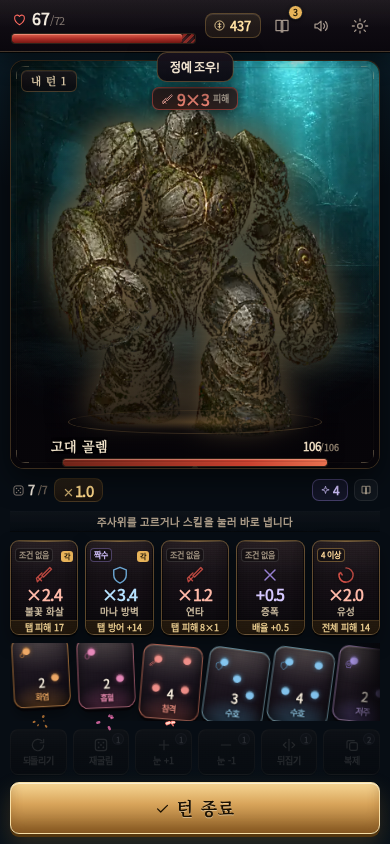 67/72
437
3
정예 조우!
내 턴 1
9×3 피해
고대 골렘
106/106
7/7
×1.0
4
주사위를 고르거나 스킬을 눌러 바로 냅니다
조건 없음
각
×2.4
불꽃 화살
탭 피해 17
짝수
각
×3.4
마나 방벽
탭 방어 +14
조건 없음
×1.2
연타
탭 피해 8×1
조건 없음
+0.5
증폭
배율 +0.5
4 이상
×2.0
유성
전체 피해 14
2
화염
2
흡혈
4
참격
3
수호
4
수호
2
저주
되돌리기
재굴림
1
눈 +1
1
눈 -1
1
뒤집기
1
복제
2
턴 종료